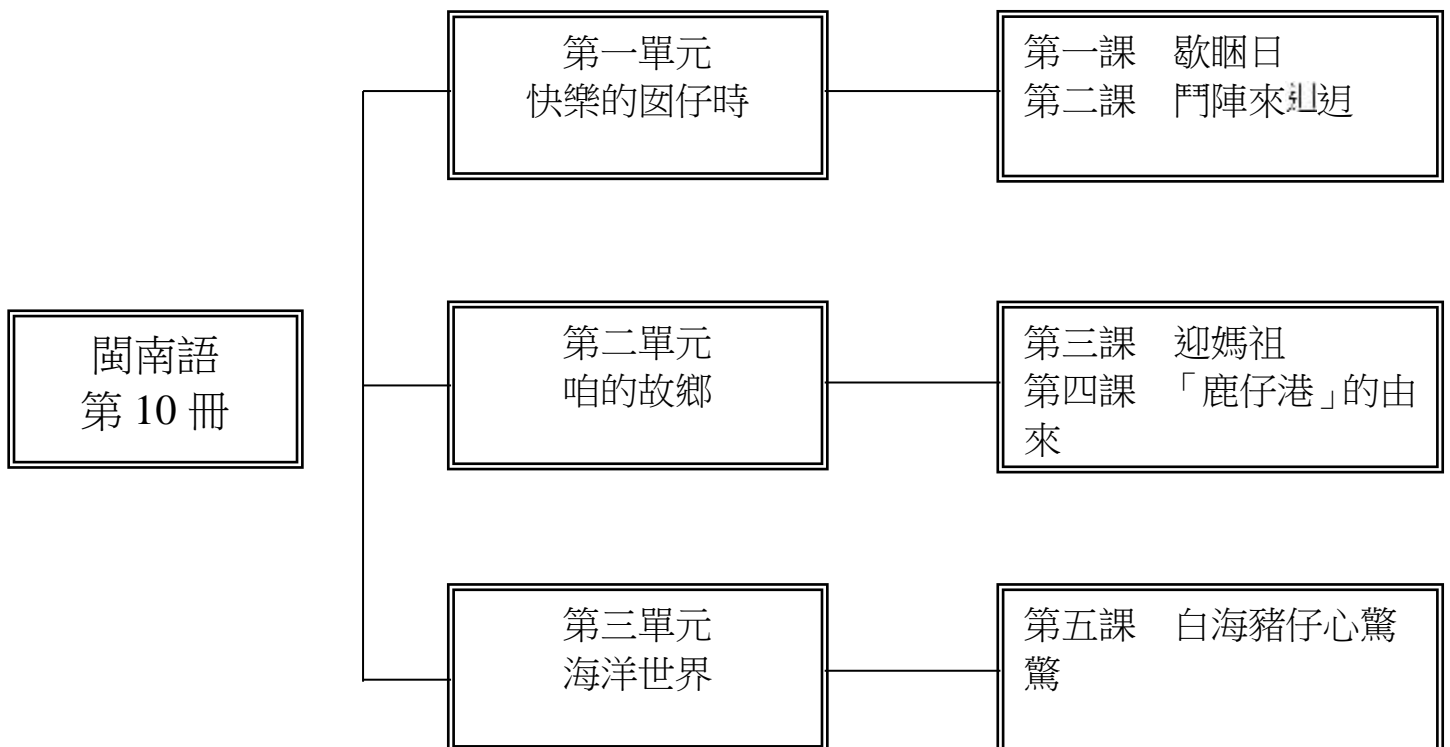 閩南語
第 10 冊
第一單元
快樂的囡仔時
第一課 歇睏日
第二課 鬥陣來𨑨迌
第二單元
咱的故鄉
第三課 迎媽祖
第四課 「鹿仔港」的由
來
第三單元
海洋世界
第五課 白海豬仔心驚
驚